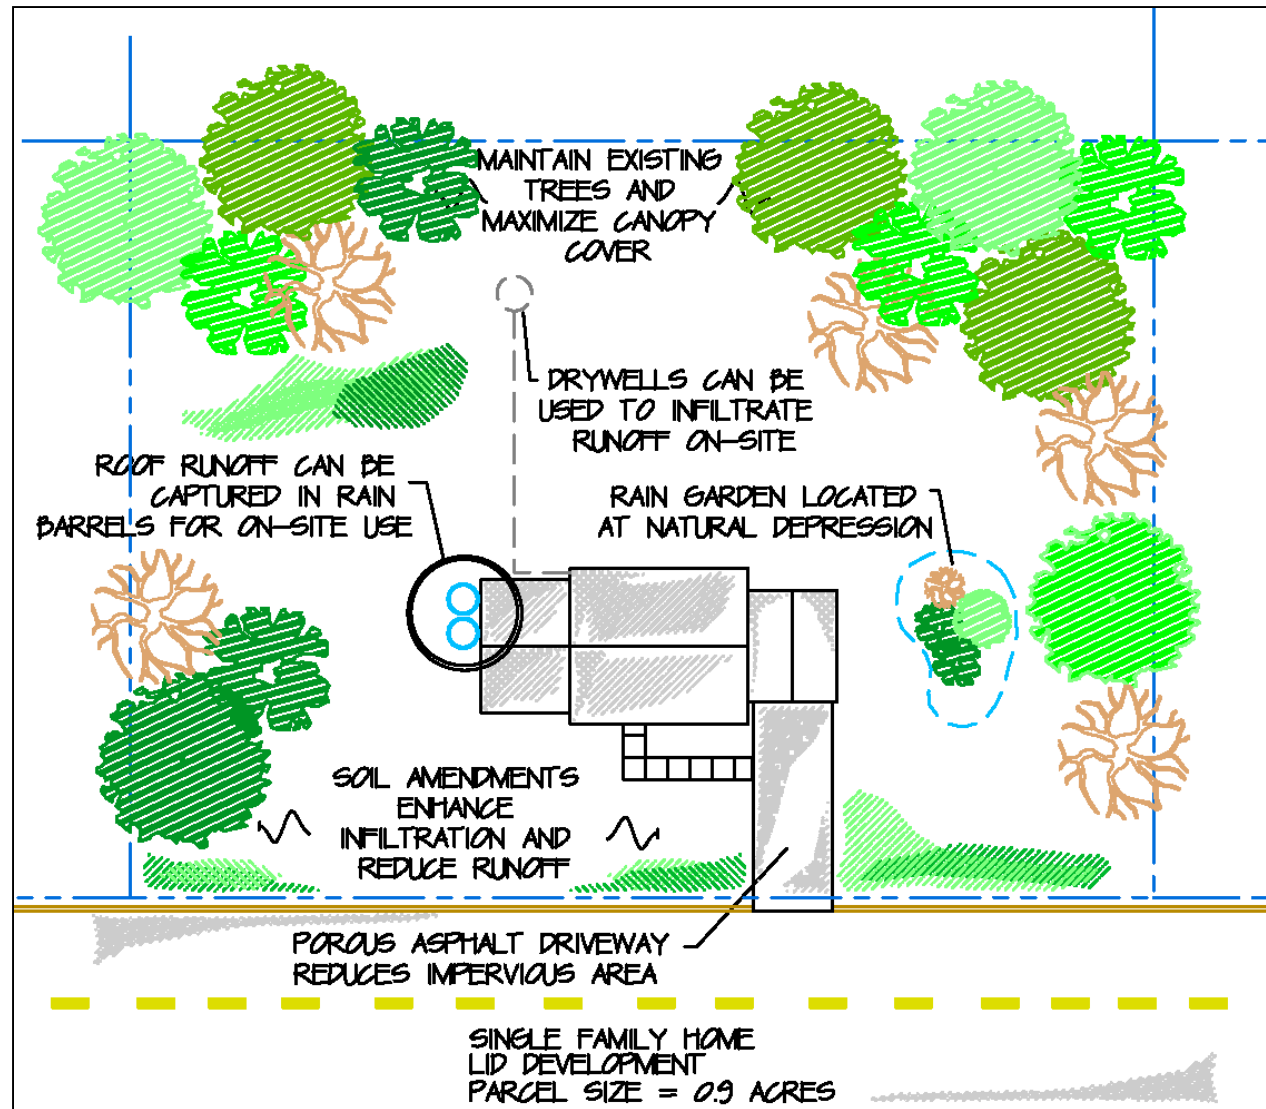 MAINTAIN EXISTING
TREES AND
MAXIMIZE CANOPY
COVER
DRYWELLS CAN BE
USED TO INFILTRATE
RUNOFF ON-SITE
ROOF RUNOFF CAN BE
CAPTURED IN RAIN
BARRELS FOR ON-SITE USE
RAIN GARDEN LOCATED
AT NATURAL DEPRESSION
SOIL AMENDMENTS
ENHANCE
INFILTRATION AND
REDUCE RUNOFF
POROUS ASPHALT DRIVEWAY
REDUCES IMPERVIOUS AREA
SINGLE FAMILY HOME
LID DEVELOPMENT
PARCEL SIZE = 0.9 ACRES